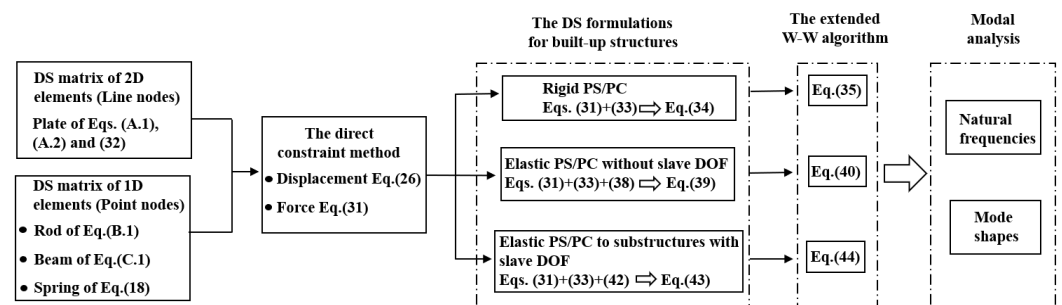 DS matrix of 2D
elements (Line nodes)
Plate of Eqs. (A.1),
(A.2) and (32)
DS matrix of 1D
elements (Point nodes)
• Rod of Eq.(B.1)
• Beam of Eq.(C.1)
• Spring of Eq.(18)
The direct
constraint method
• Displacement Eq.(26)
• Force Eq.(31)
The DS formulations
for built-up structures
Rigid PS/PC
Eqs. (31)+(33) ⇨ Eq.(34)
Elastic PS/PC without slave DOF
Eqs. (31)+(33)+(38) ⇨ Eq.(39)
Elastic PS/PC to substructures with
slave DOF
Eqs. (31)+(33)+(42) ⇨ Eq.(43)
The extended
W-W algorithm
Eq.(35)
Eq.(40)
Eq.(44)
Modal
analysis
Natural
frequencies
Mode
shapes